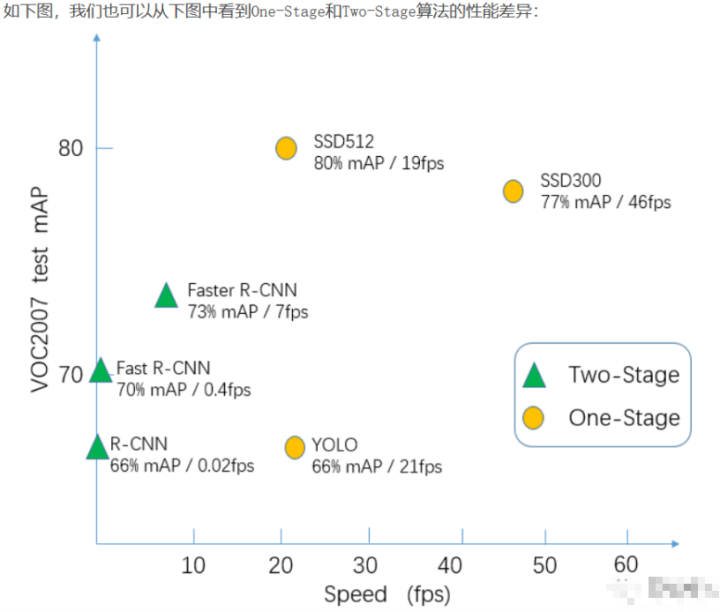 如下图，我们也可以从下图中看到One-Stage和Two-Stage算法的性能差异：
80
SSD512
80% mAP / 19fps
SSD300
77% mAP / 46fps
VOC2007 test mAP
Faster R-CNN
73% mAP / 7fps
70
Fast R-CNN
70% mAP / 0.4fps
Two-Stage
One-Stage
R-CNN
66% mAP / 0.02fps
YOLO
66% mAP / 21fps
10 20 30 40 50 60
Speed (fps)